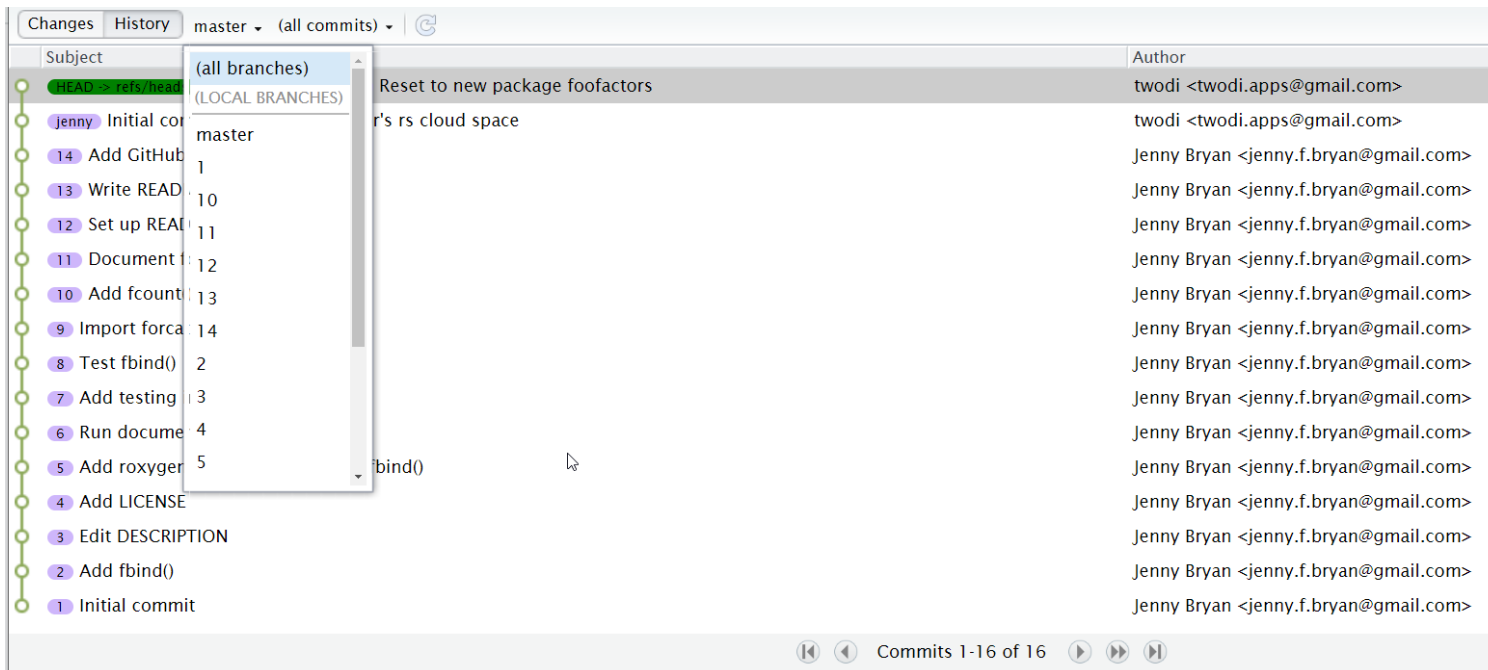 Changes History master (all commits)
Subject Author
(all branches)
(LOCAL BRANCHES)
master
1
10
11
12
13
14
2
3
4
5
HEAD -> refs/head Reset to new package foofactors twodi <twodi.apps@gmail.com>
jenny Initial cor r's rs cloud space twodi <twodi.apps@gmail.com>
14 Add GitHub Jenny Bryan <jenny.f.bryan@gmail.com>
13 Write READ Jenny Bryan <jenny.f.bryan@gmail.com>
12 Set up READ Jenny Bryan <jenny.f.bryan@gmail.com>
11 Document f Jenny Bryan <jenny.f.bryan@gmail.com>
10 Add fcount( Jenny Bryan <jenny.f.bryan@gmail.com>
9 Import forca Jenny Bryan <jenny.f.bryan@gmail.com>
8 Test fbind() Jenny Bryan <jenny.f.bryan@gmail.com>
7 Add testing Jenny Bryan <jenny.f.bryan@gmail.com>
6 Run docume Jenny Bryan <jenny.f.bryan@gmail.com>
5 Add roxyger fbind() Jenny Bryan <jenny.f.bryan@gmail.com>
4 Add LICENSE Jenny Bryan <jenny.f.bryan@gmail.com>
3 Edit DESCRIPTION Jenny Bryan <jenny.f.bryan@gmail.com>
2 Add fbind() Jenny Bryan <jenny.f.bryan@gmail.com>
1 Initial commit Jenny Bryan <jenny.f.bryan@gmail.com>
Commits 1-16 of 16